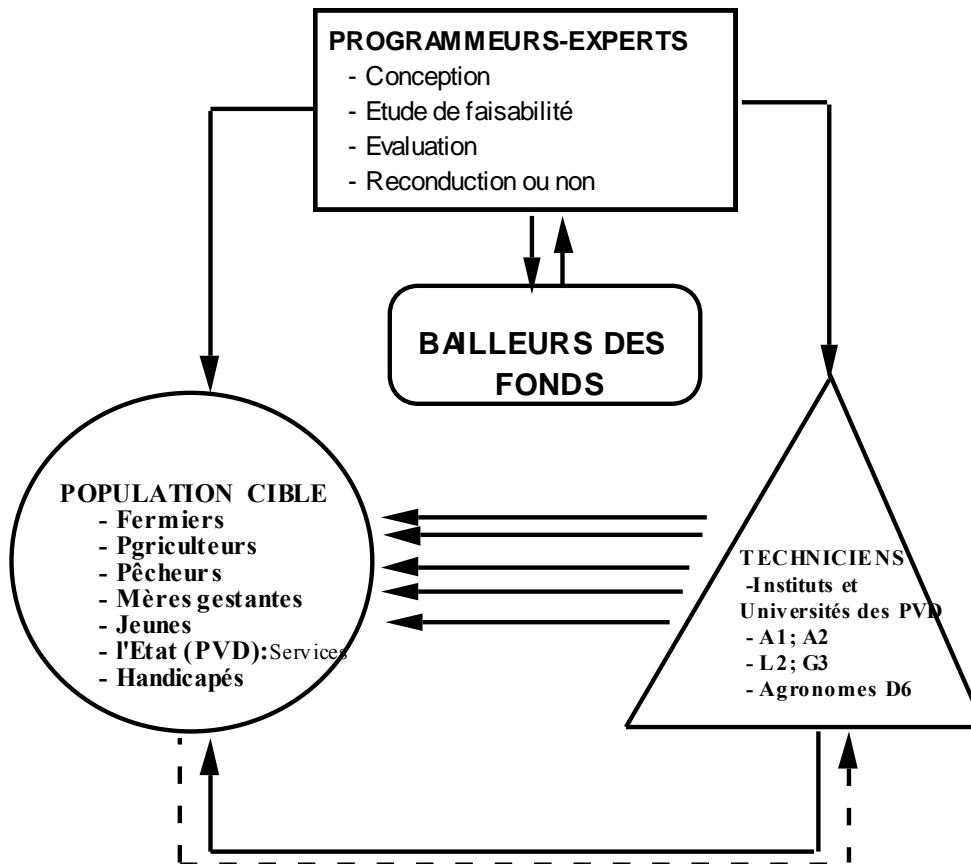 PROGRAMMEURS-EXPERTS
- Conception
- Etude de faisabilité
- Evaluation
- Reconduction ou non
BAILLEURS DES
FONDS
POPULATION CIBLE
- Fermiers
- Pgriculteurs
- Pêcheurs
- Mères gestantes
- Jeunes
- l'Etat (PVD):Services
- Handicapés
TECHNICIENS
-Instituts et
Universités des PVD
- A1; A2
- L2; G3
- Agronomes D6